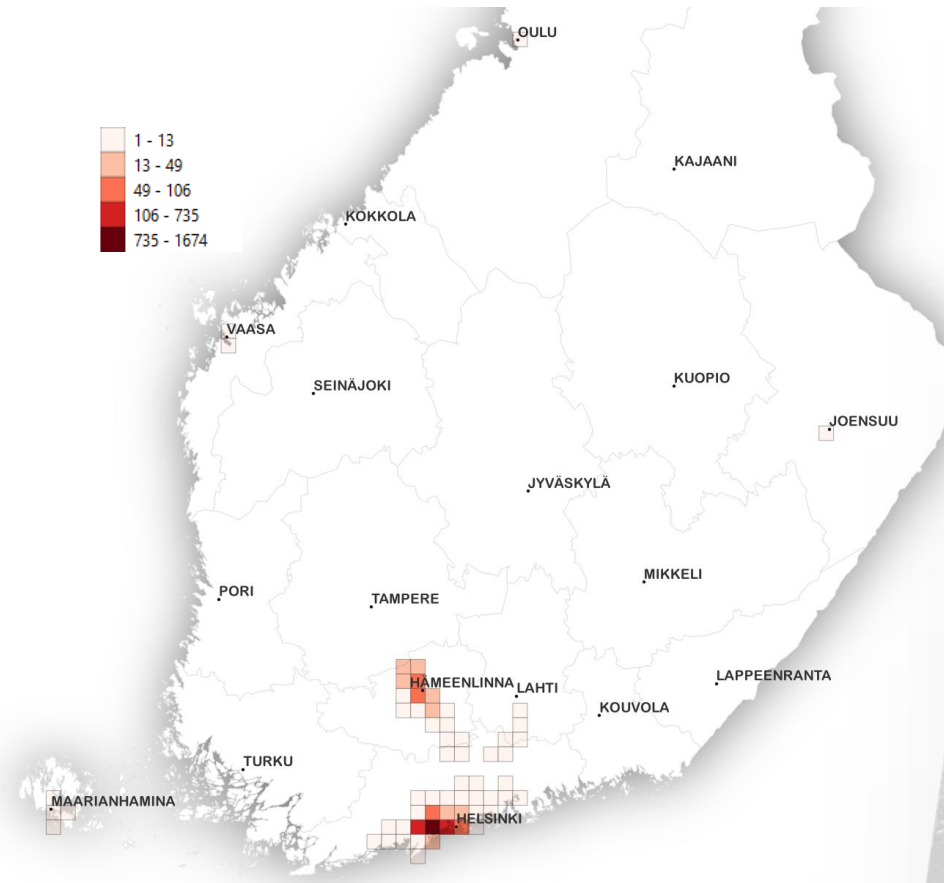 OULU
1 - 13
13 - 49
49 - 106
106 - 735
735 - 1674
KAJAANI
KOKKOLA
VAASA
SEINÄJOKI
KUOPIO
JOENSUU
JYVÄSKYLÄ
MIKKELI
PORI
TAMPERE
LAPPEENRANTA
HÄMEENLINNA
LAHTI
KOUVOLA
TURKU
MAARIANHAMINA
HELSINKI